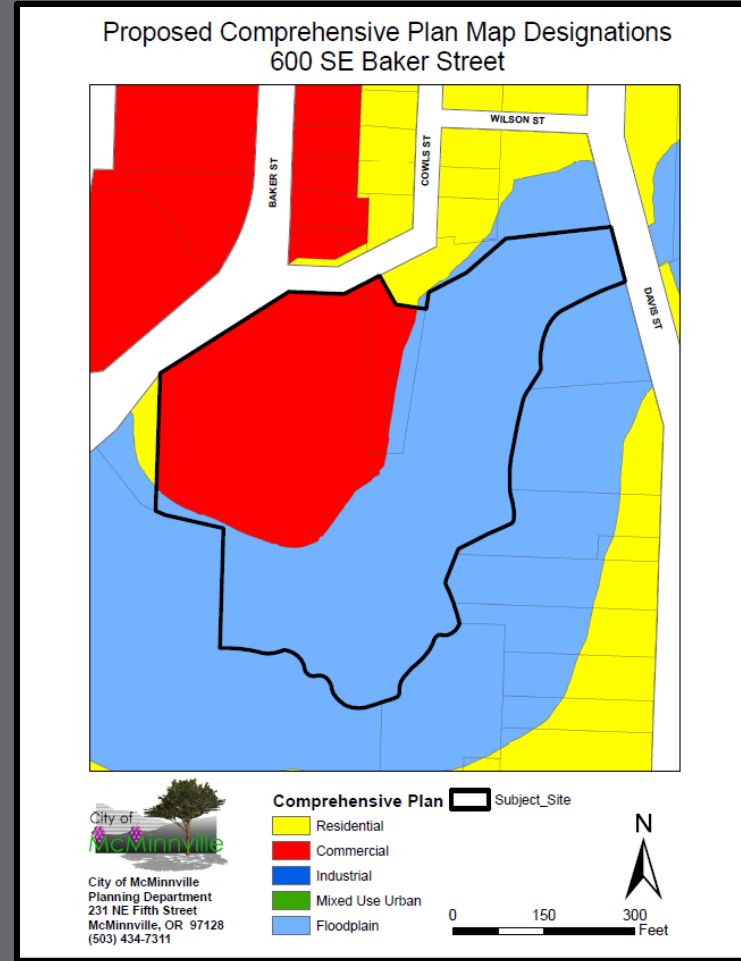 Proposed Comprehensive Plan Map Designations
600 SE Baker Street
WILSON ST
COWLS ST
BAKER ST
DAVIS ST
City of
McMinnville
City of McMinnville
Planning Department
231 NE Fifth Street
McMinnville, OR 97128
(503) 434-7311
Comprehensive Plan
Residential
Commercial
Industrial
Mixed Use Urban
Floodplain
Subject_Site
N
0 150 300
Feet